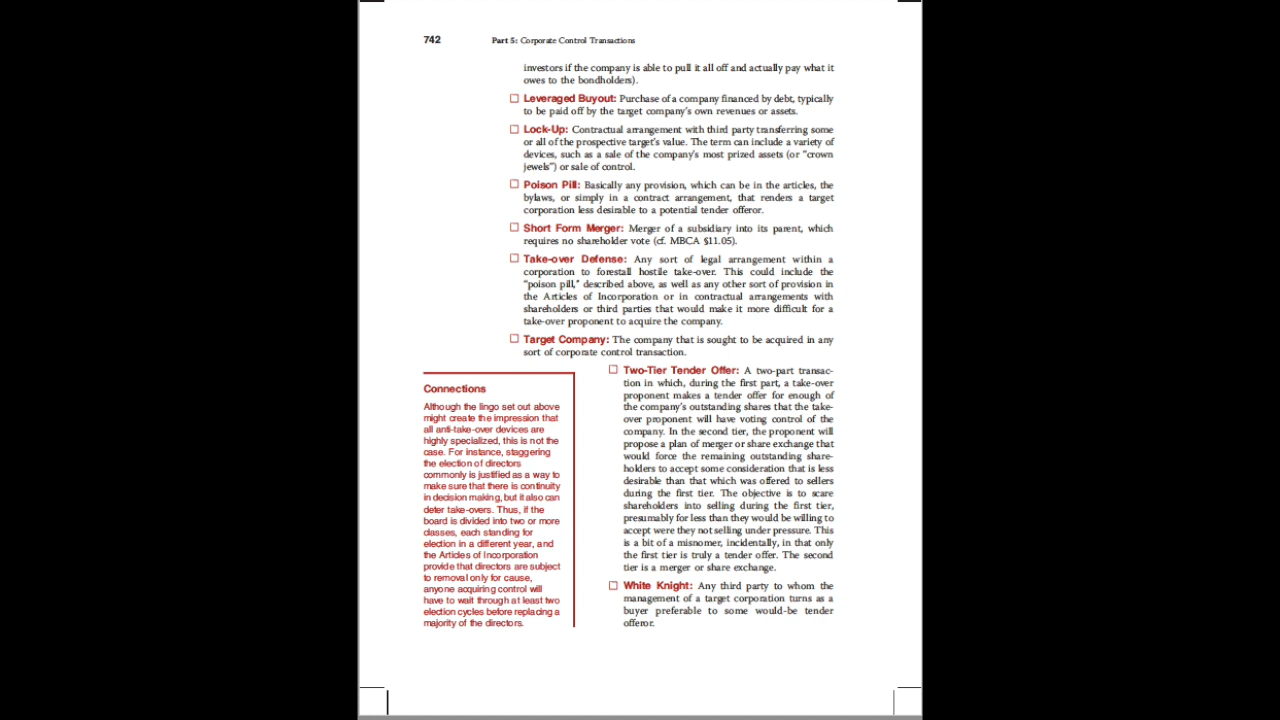 742 Part 5: Corporate Control Transactions
investors if the company is able to pull it all off and actually pay what it
owes to the bondholders).
☐ Leveraged Buyout: Purchase of a company financed by debt, typically
to be paid off by the target company's own revenues or assets.
☐ Lock-Up: Contractual arrangement with third party transferring some
or all of the prospective target's value. The term can include a variety of
devices, such as a sale of the company's most prized assets (or "crown
jewels") or sale of control.
☐ Poison Pill: Basically any provision, which can be in the articles, the
bylaws, or simply in a contract arrangement, that renders a target
corporation less desirable to a potential tender offeror.
☐ Short Form Merger: Merger of a subsidiary into its parent, which
requires no shareholder vote (cf. MBCA §11.05).
☐ Take-over Defense: Any sort of legal arrangement within a
corporation to forestall hostile take-over. This could include the
"poison pill," described above, as well as any other sort of provision in
the Articles of Incorporation or in contractual arrangements with
shareholders or third parties that would make it more difficult for a
take-over proponent to acquire the company.
☐ Target Company: The company that is sought to be acquired in any
sort of corporate control transaction.
☐ Two-Tier Tender Offer: A two-part transac-
tion in which, during the first part, a take-over
proponent makes a tender offer for enough of
the company's outstanding shares that the take-
over proponent will have voting control of the
company. In the second tier, the proponent will
propose a plan of merger or share exchange that
would force the remaining outstanding share-
holders to accept some consideration that is less
desirable than that which was offered to sellers
during the first tier. The objective is to scare
shareholders into selling during the first tier,
presumably for less than they would be willing to
accept were they not selling under pressure. This
is a bit of a misnomer, incidentally, in that only
the first tier is truly a tender offer. The second
tier is a merger or share exchange.
☐ White Knight: Any third party to whom the
management of a target corporation turns as a
buyer preferable to some would-be tender
offeror.
Connections
Although the lingo set out above
might create the impression that
all anti-take-over devices are
highly specialized, this is not the
case. For instance, staggering
the election of directors
commonly is justified as a way to
make sure that there is continuity
in decision making, but it also can
deter take-overs. Thus, if the
board is divided into two or more
classes, each standing for
election in a different year, and
the Articles of Incorporation
provide that directors are subject
to removal only for cause,
anyone acquiring control will
have to wait through at least two
election cycles before replacing a
majority of the directors.